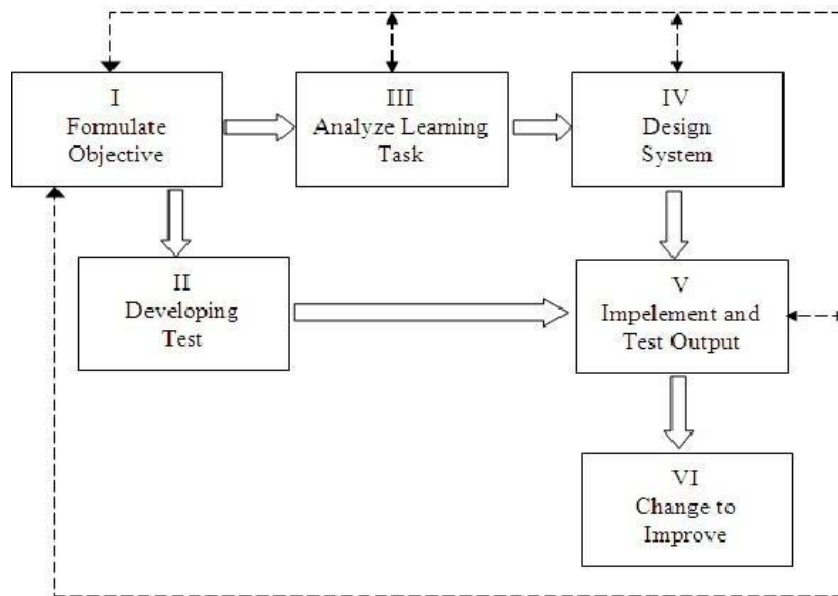 I
Formulate
Objective
III
Analyze Learning
Task
IV
Design
System
II
Developing
Test
V
Impelement and
Test Output
VI
Change to
Improve